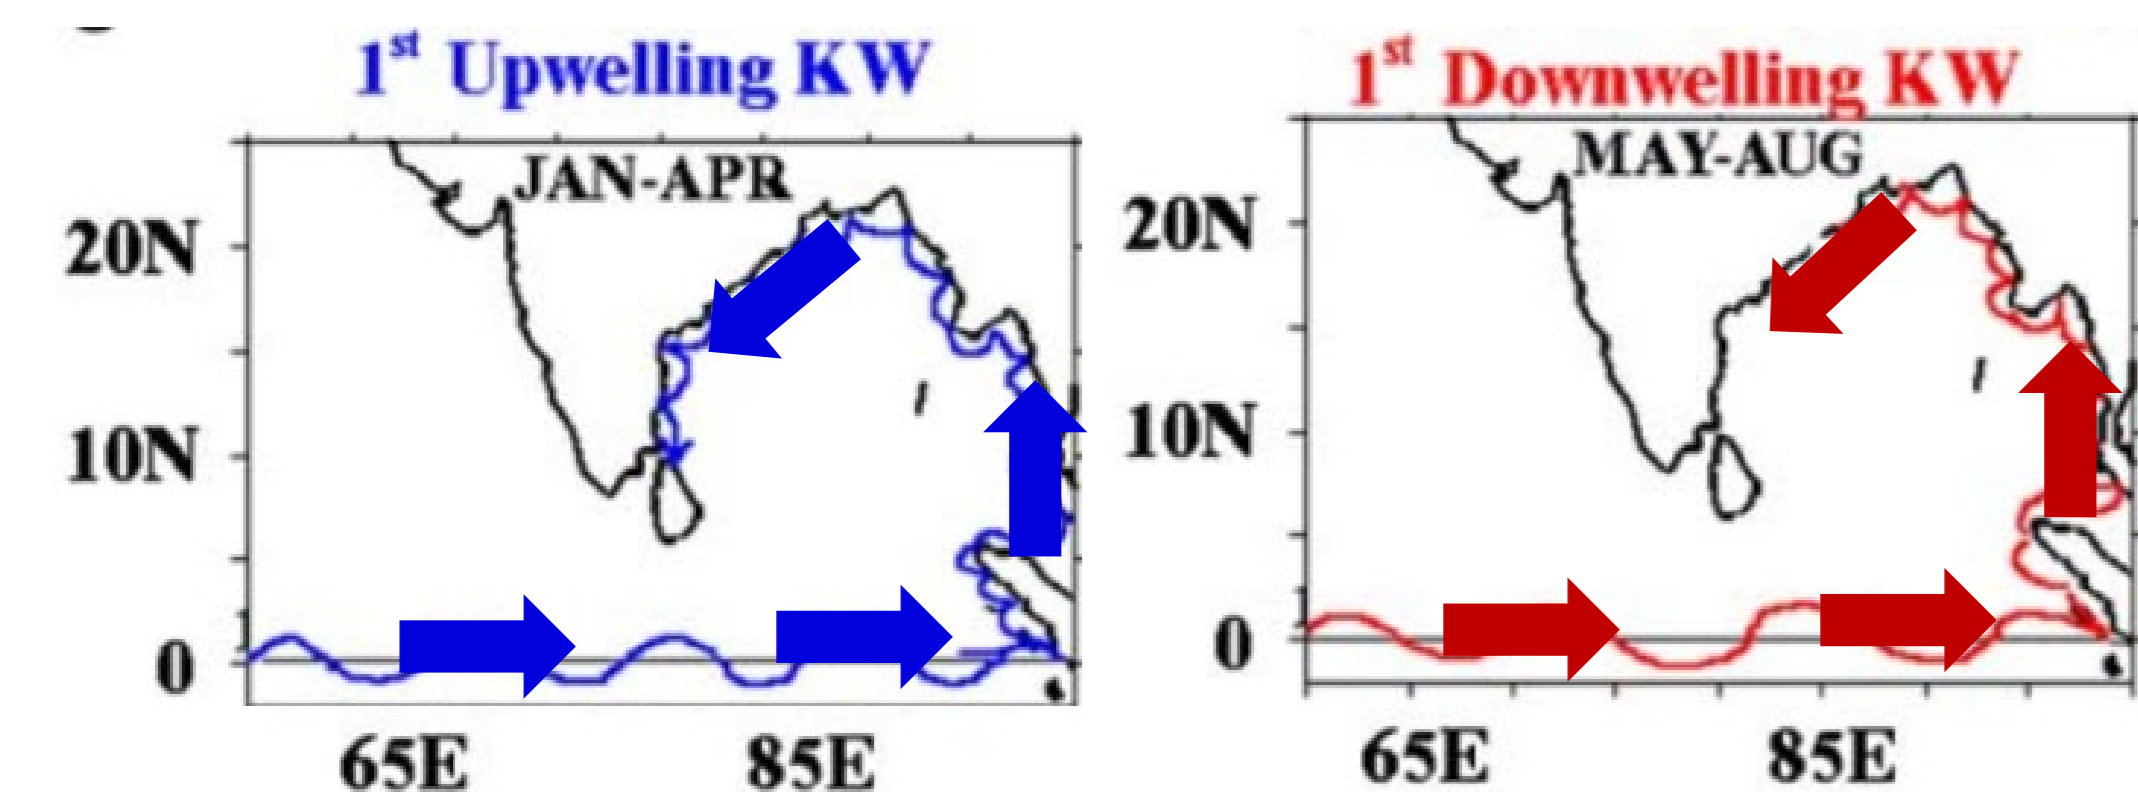 1st Upwelling KW
JAN-APR
20N
10N
0
65E 85E
1st Downwelling KW
MAY-AUG
20N
10N
0
65E 85E